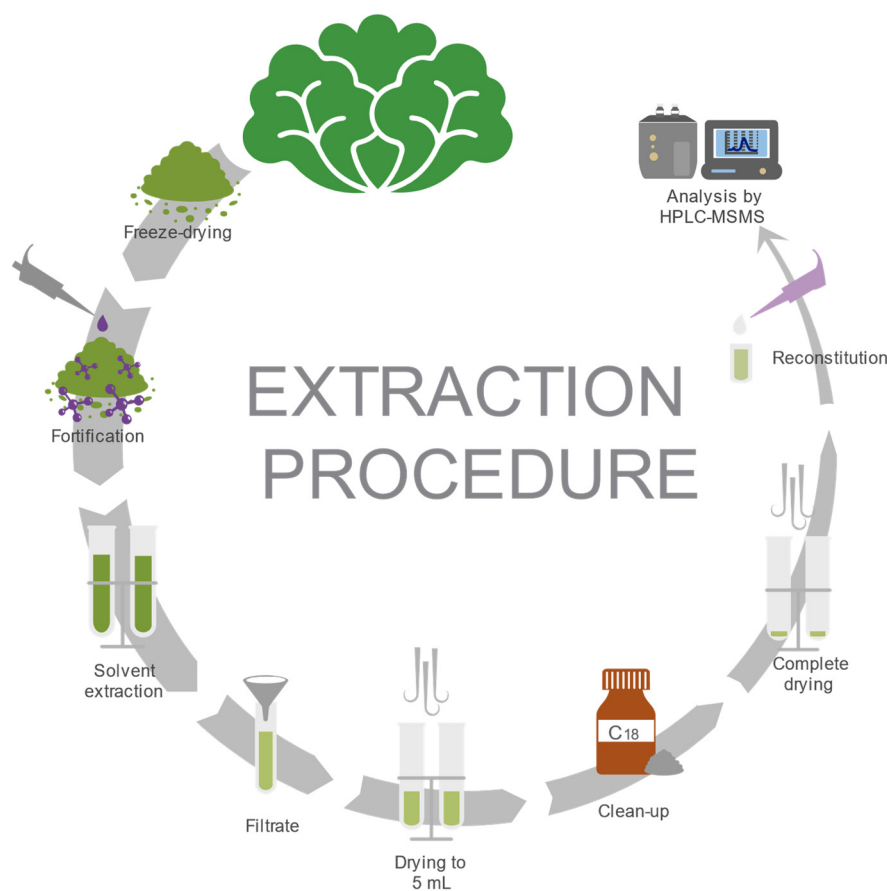 EXTRACTION
PROCEDURE
Freeze-drying
Fortification
Solvent
extraction
Filtrate
Drying to
5 mL
C18
Clean-up
Complete
drying
Reconstitution
Analysis by
HPLC-MSMS